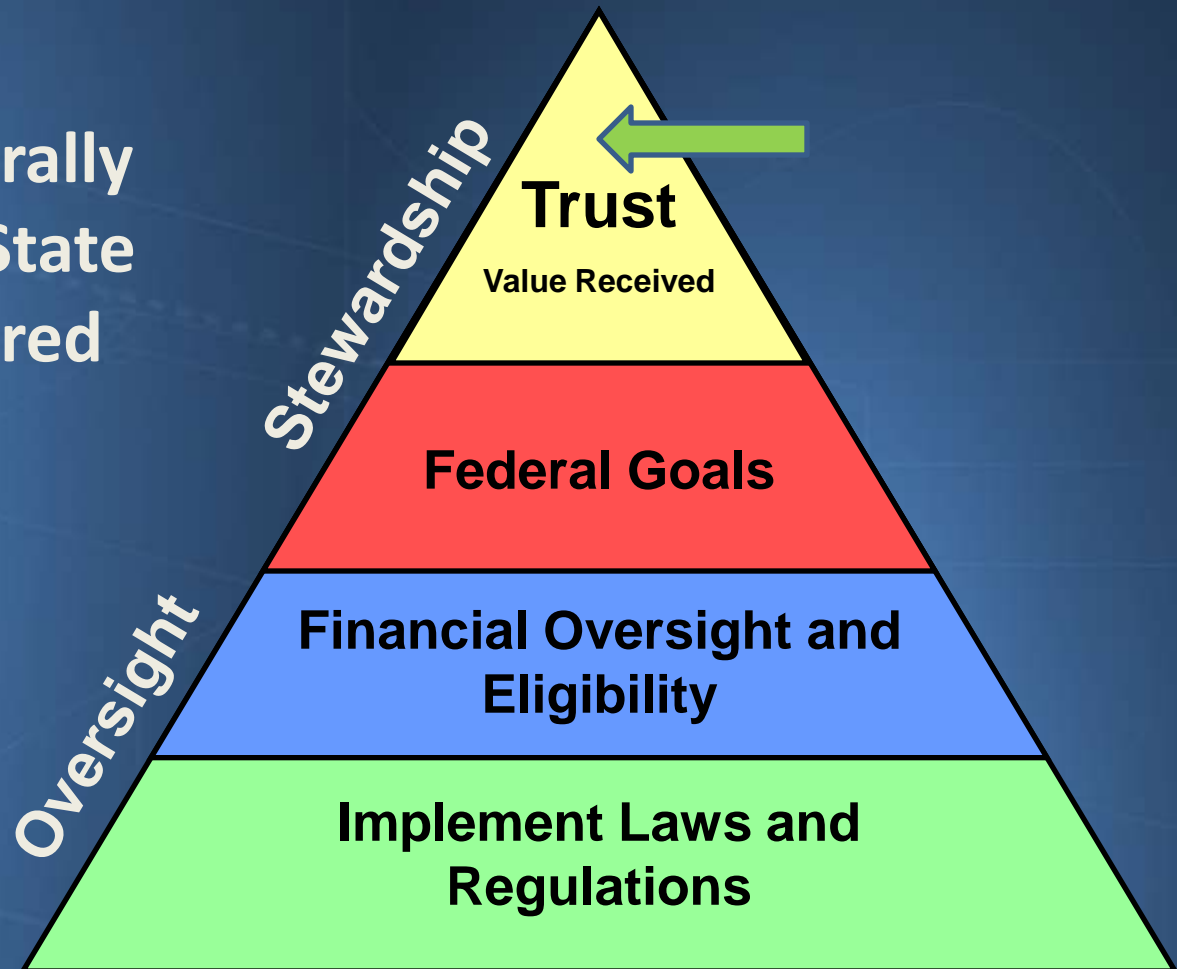 rally
State
red
Stewardship
Trust
Value Received
Federal Goals
Oversight
Financial Oversight and
Eligibility
Implement Laws and
Regulations